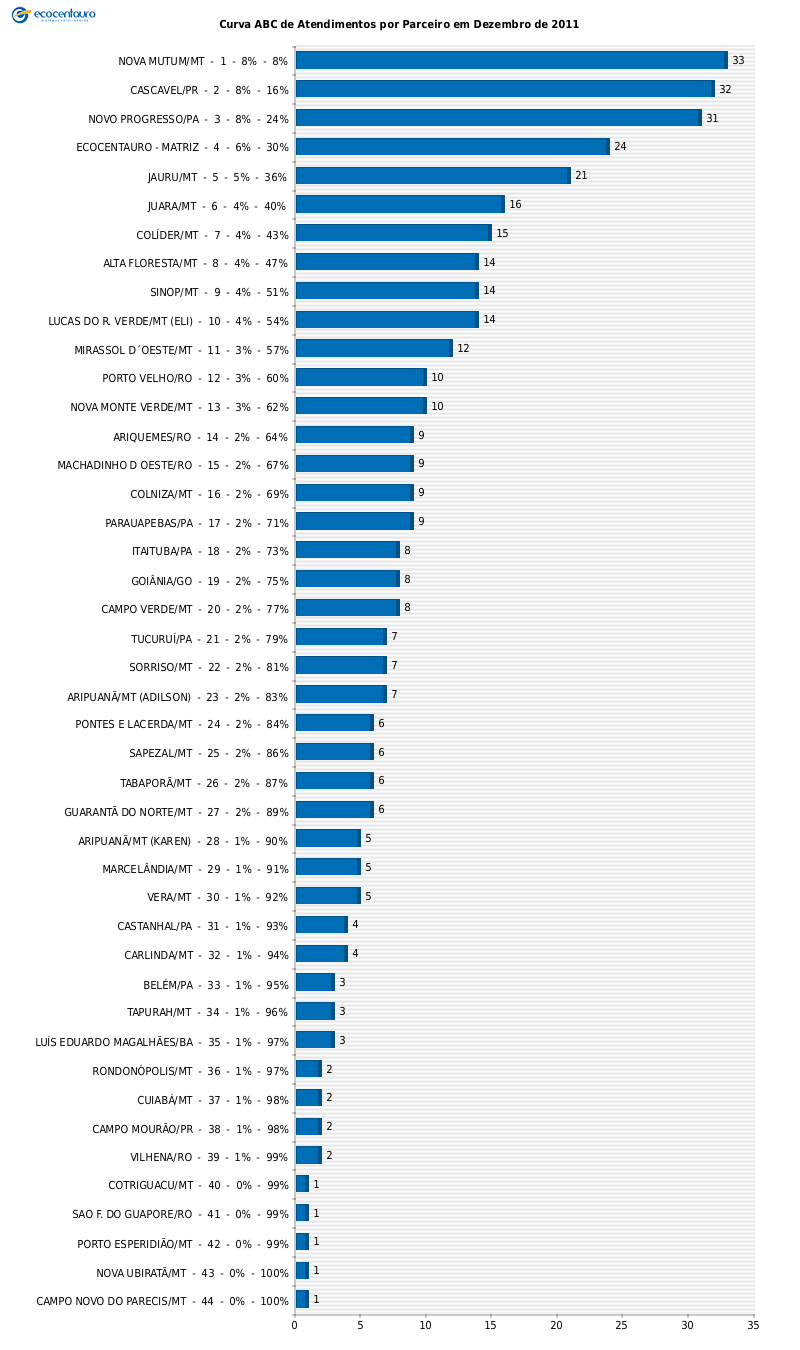 ecocentauro
Curva ABC de Atendimentos por Parceiro em Dezembro de 2011
NOVA MUTUM/MT - 1 - 8% - 8% 33
CASCAVEL/PR - 2 - 8% - 16% 32
NOVO PROGRESSO/PA - 3 - 8% - 24% 31
ECOCENTAURO - MATRIZ - 4 - 6% - 30% 24
JAURU/MT - 5 - 5% - 36% 21
JUARA/MT - 6 - 4% - 40% 16
COLÍDER/MT - 7 - 4% - 43% 15
ALTA FLORESTA/MT - 8 - 4% - 47% 14
SINOP/MT - 9 - 4% - 51% 14
LUCAS DO R. VERDE/MT (ELI) - 10 - 4% - 54% 14
MIRASSOL D´OESTE/MT - 11 - 3% - 57% 12
PORTO VELHO/RO - 12 - 3% - 60% 10
NOVA MONTE VERDE/MT - 13 - 3% - 62% 10
ARIQUEMES/RO - 14 - 2% - 64% 9
MACHADINHO D OESTE/RO - 15 - 2% - 67% 9
COLNIZA/MT - 16 - 2% - 69% 9
PARAUAPEBAS/PA - 17 - 2% - 71% 9
ITAITUBA/PA - 18 - 2% - 73% 8
GOIÂNIA/GO - 19 - 2% - 75% 8
CAMPO VERDE/MT - 20 - 2% - 77% 8
TUCURUÍ/PA - 21 - 2% - 79% 7
SORRISO/MT - 22 - 2% - 81% 7
ARIPUANÃ/MT (ADILSON) - 23 - 2% - 83% 7
PONTES E LACERDA/MT - 24 - 2% - 84% 6
SAPEZAL/MT - 25 - 2% - 86% 6
TABAPORÃ/MT - 26 - 2% - 87% 6
GUARANTÃ DO NORTE/MT - 27 - 2% - 89% 6
ARIPUANÃ/MT (KAREN) - 28 - 1% - 90% 5
MARCELÂNDIA/MT - 29 - 1% - 91% 5
VERA/MT - 30 - 1% - 92% 5
CASTANHAL/PA - 31 - 1% - 93% 4
CARLINDA/MT - 32 - 1% - 94% 4
BELÉM/PA - 33 - 1% - 95% 3
TAPURAH/MT - 34 - 1% - 96% 3
LUÍS EDUARDO MAGALHÃES/BA - 35 - 1% - 97% 3
RONDONÓPOLIS/MT - 36 - 1% - 97% 2
CUIABÁ/MT - 37 - 1% - 98% 2
CAMPO MOURÃO/PR - 38 - 1% - 98% 2
VILHENA/RO - 39 - 1% - 99% 2
COTRIGUACU/MT - 40 - 0% - 99% 1
SAO F. DO GUAPORE/RO - 41 - 0% - 99% 1
PORTO ESPERIDIÃO/MT - 42 - 0% - 99% 1
NOVA UBIRATÃ/MT - 43 - 0% - 100% 1
CAMPO NOVO DO PARECIS/MT - 44 - 0% - 100% 1
0 5 10 15 20 25 30 35